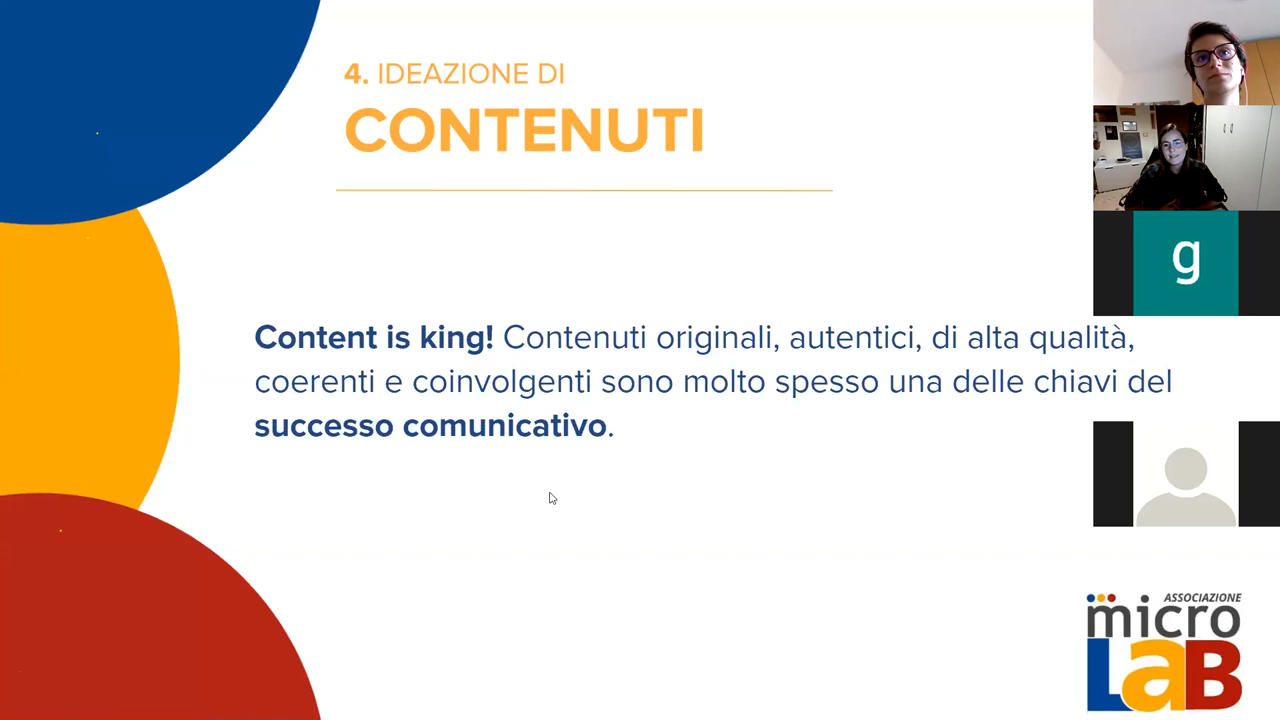 4. IDEAZIONE DI
CONTENUTI
Content is king! Contenuti originali, autentici, di alta qualità,
coerenti e coinvolgenti sono molto spesso una delle chiavi del
successo comunicativo.
g
ASSOCIAZIONE
micro
LaB